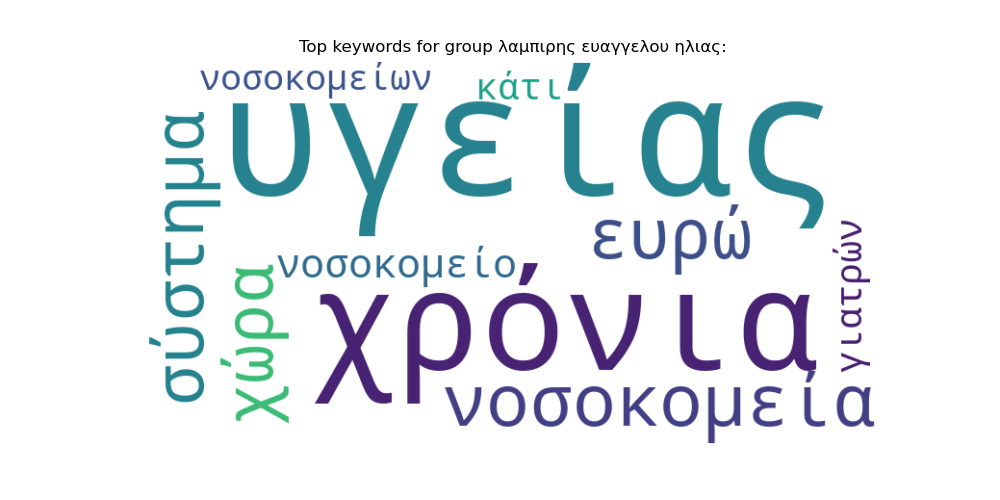 Top keywords for group λαμπιρης ευαγγελου ηλιας:
νοσοκομείων
κάτι
υγείας
σύστημα
ευρώ
νοσοκομείο
γιατρών
χώρα
χρόνια
νοσοκομεία